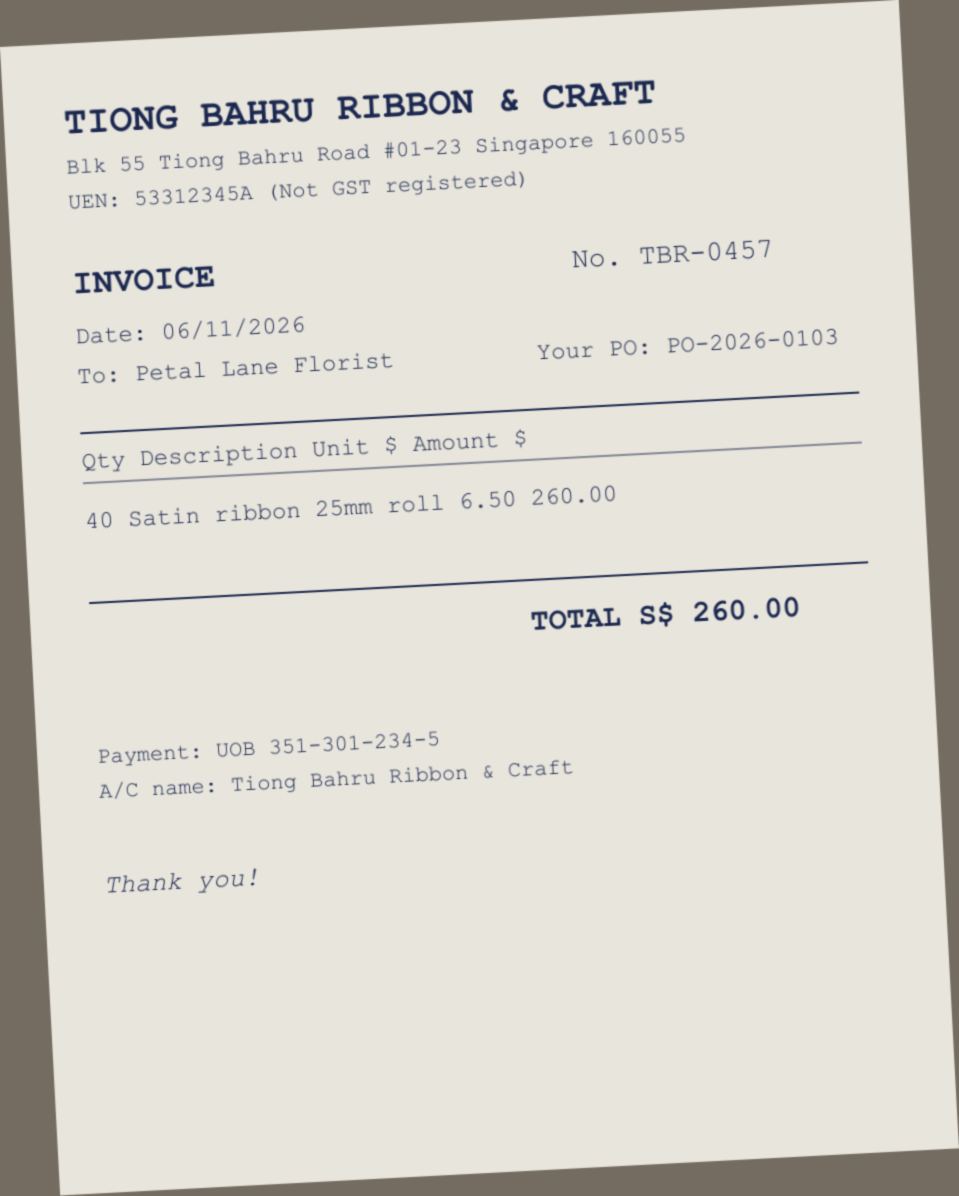 TIONG BAHRU RIBBON & CRAFT
Blk 55 Tiong Bahru Road #01-23 Singapore 160055
UEN: 53312345A (Not GST registered)
INVOICE
No. TBR-0457
Date: 06/11/2026
To: Petal Lane Florist
Your PO: PO-2026-0103
Qty Description Unit $ Amount $
40 Satin ribbon 25mm roll 6.50 260.00
TOTAL S$ 260.00
Payment: UOB 351-301-234-5
A/C name: Tiong Bahru Ribbon & Craft
Thank you!